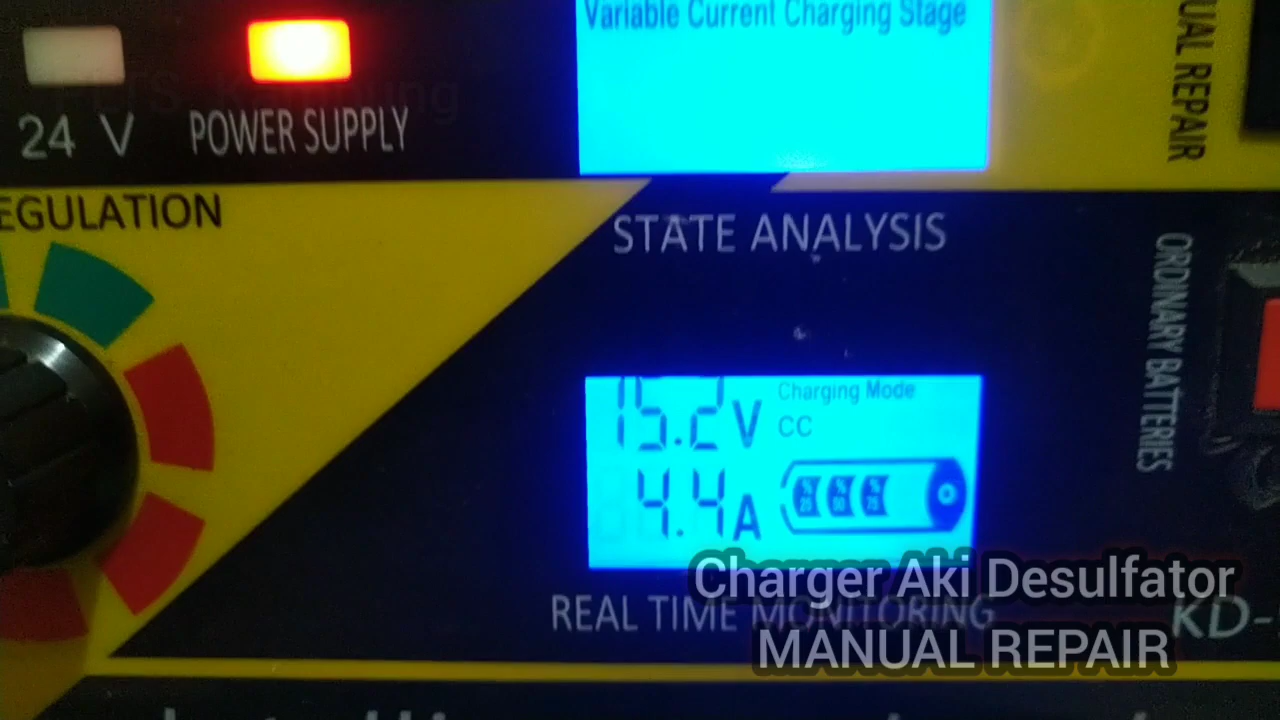 Variable Current Charging Stage
24 V
POWER SUPPLY
UAL REPAIR
EGULATION
STATE ANALYSIS
ORDINARY BATTERIES
15.2V
Charging Mode
CC
4.4A
REAL TIME MONITORING
KD-
Charger Aki Desulfator
MANUAL REPAIR